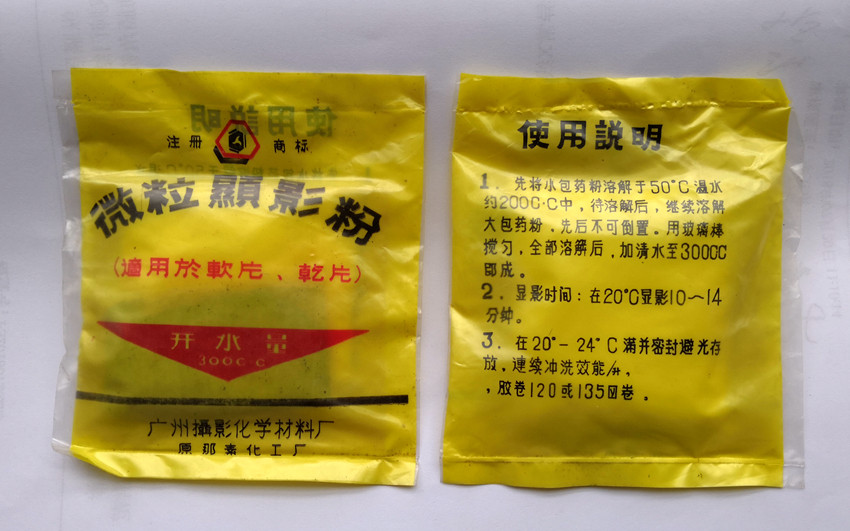 注册 商标
微粒顯影粉
(適用於軟片、乾片)
开水量
300C·C
广州攝影化学材料厂
原那素化工厂
使用説明
1. 先将小包药粉溶解于50°C温水
约200C·C中，待溶解后，继续溶解
大包药粉．先后不可倒置。用玻璃棒
搅匀，全部溶解后，加清水至300CC
即成。
2. 显影时间：在20°C显影10～14
分钟。
3. 在20°-24°C满并密封避光存
放，連续冲洗效能/升，
，胶卷120或135四卷。